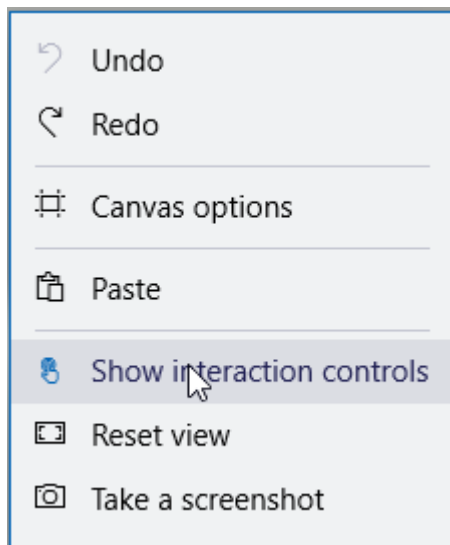 Undo
Redo
Canvas options
Paste
Show interaction controls
Reset view
Take a screenshot